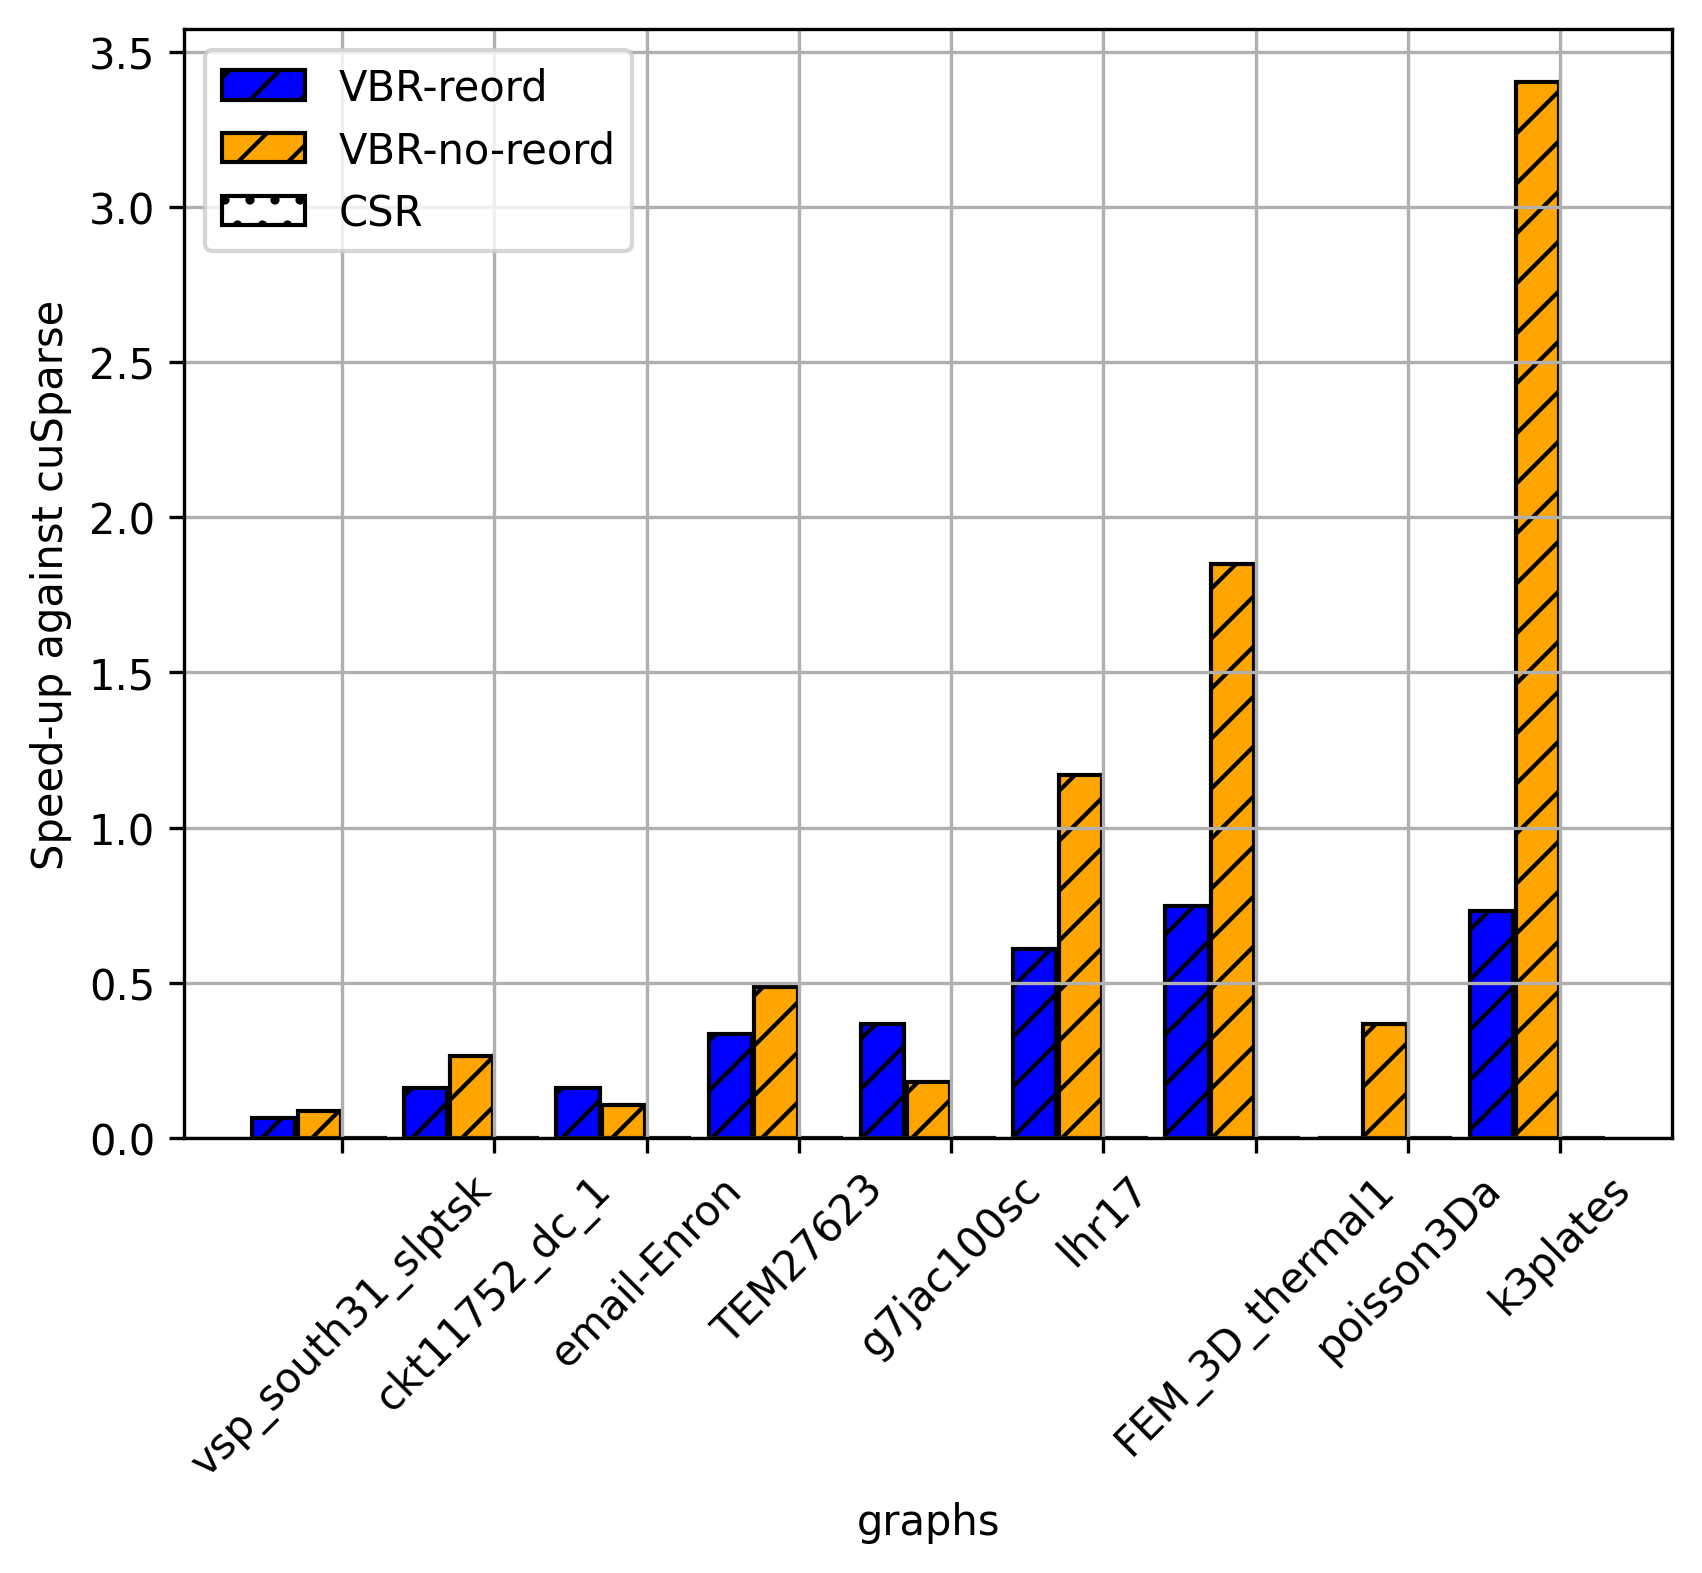 VBR-reord
VBR-no-reord
CSR
Speed-up against cuSparse
3.5
3.0
2.5
2.0
1.5
1.0
0.5
0.0
vsp_south31_slptsk
ckt11752_dc_1
email-Enron
TEM27623
g7jac100sc
lhr17
FEM_3D_thermal1
poisson3Da
k3plates
graphs